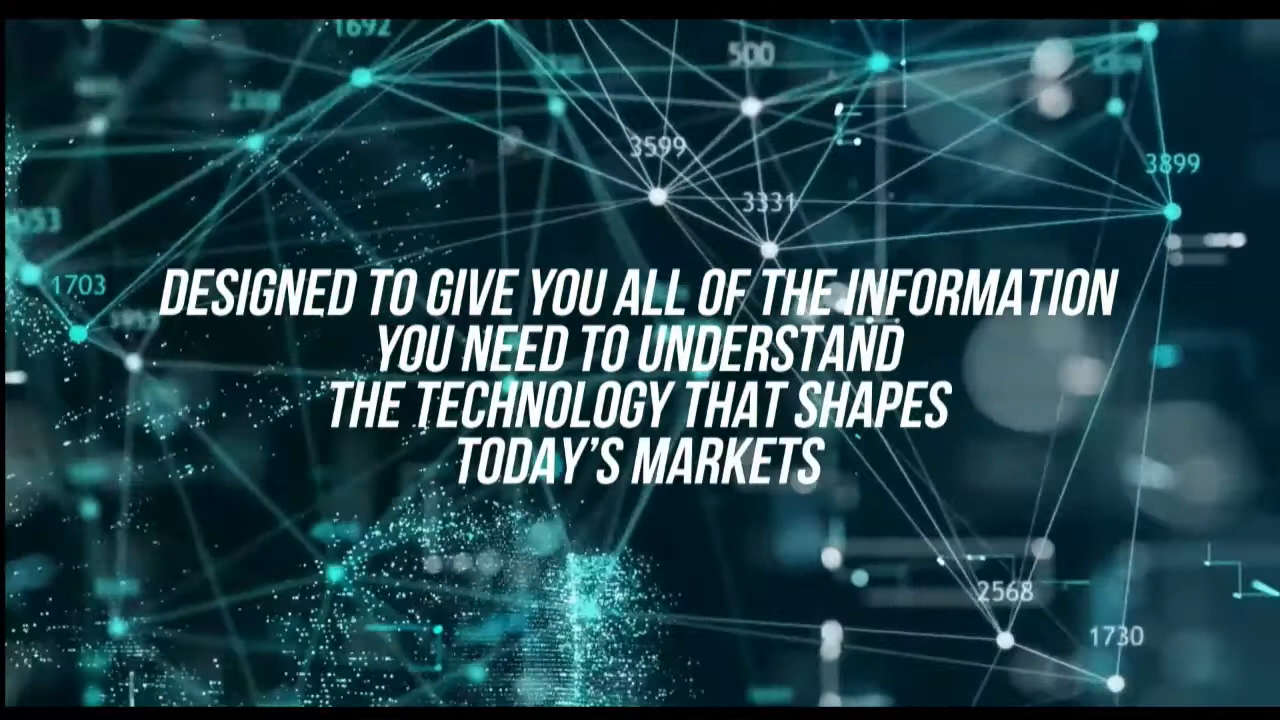 1692
500
3599
3899
3331
1703
DESIGNED TO GIVE YOU ALL OF THE INFORMATION
YOU NEED TO UNDERSTAND
THE TECHNOLOGY THAT SHAPES
TODAY’S MARKETS
2568
1730